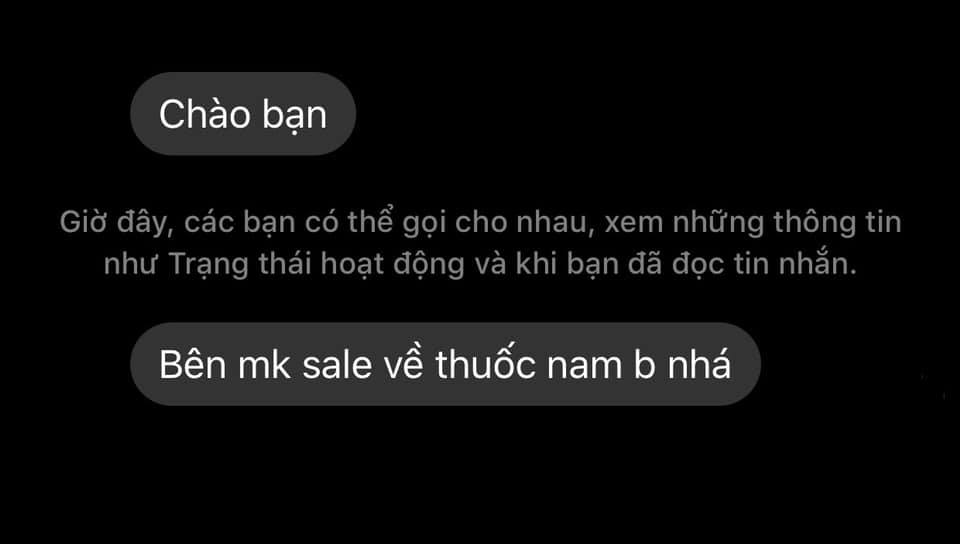 Chào bạn
Giờ đây, các bạn có thể gọi cho nhau, xem những thông tin
như Trạng thái hoạt động và khi bạn đã đọc tin nhắn.
Bên mk sale về thuốc nam b nhá